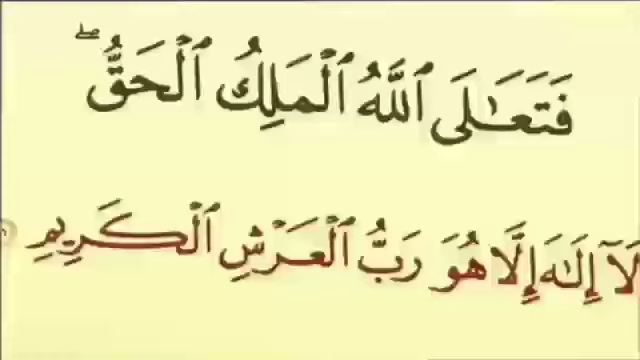 فَتَعَٰلَى ٱللَّهُ ٱلْمَلِكُ ٱلْحَقُّ ۖ
لَآ إِلَٰهَ إِلَّا هُوَ رَبُّ ٱلْعَرْشِ ٱلْكَرِيمِ